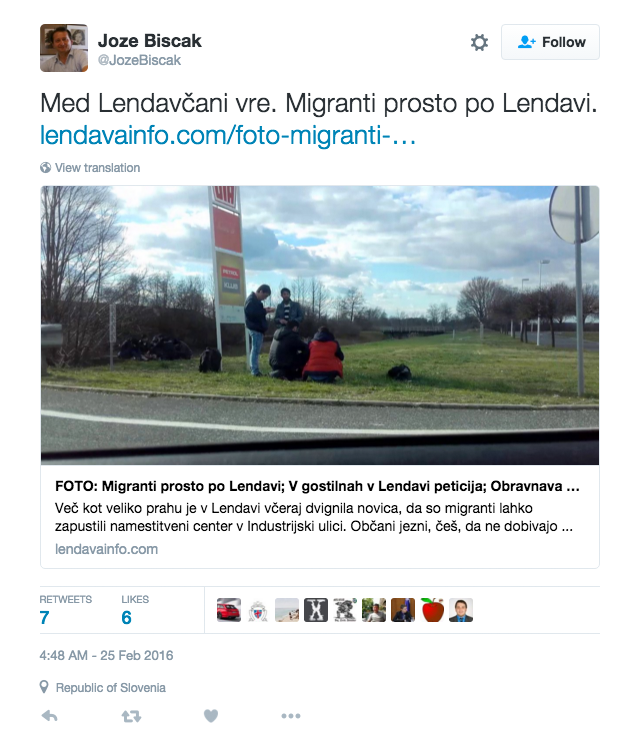 Joze Biscak
@JozeBiscak
Follow
Med Lendavčani vre. Migranti prosto po Lendavi.
lendavainfo.com/foto-migranti-…
View translation
PETROL
FOTO: Migranti prosto po Lendavi; V gostilnah v Lendavi peticija; Obravnava ...
Več kot veliko prahu je v Lendavi včeraj dvignila novica, da so migranti lahko
zapustili namestitveni center v Industrijski ulici. Občani jezni, češ, da ne dobivajo ...
lendavainfo.com
RETWEETS
7
LIKES
6
4:48 AM - 25 Feb 2016
Republic of Slovenia